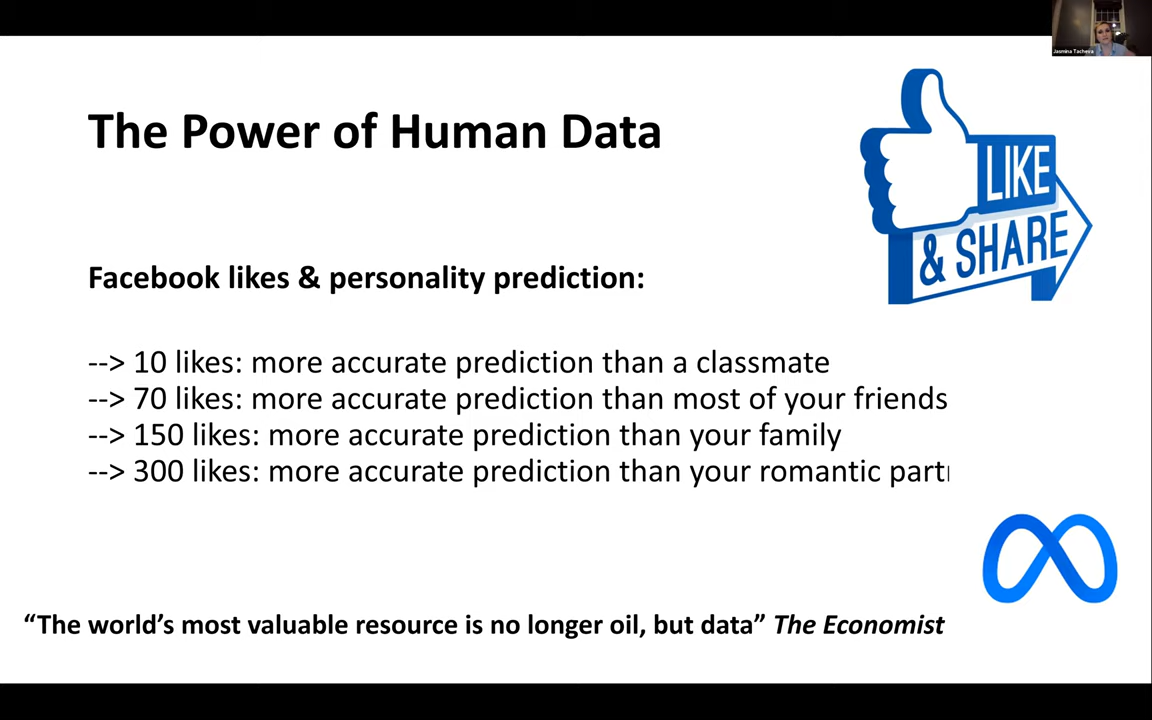 Jasmina Tacheva
The Power of Human Data
LIKE
& SHARE
Facebook likes & personality prediction:
--> 10 likes: more accurate prediction than a classmate
--> 70 likes: more accurate prediction than most of your friends
--> 150 likes: more accurate prediction than your family
--> 300 likes: more accurate prediction than your romantic part
“The world’s most valuable resource is no longer oil, but data” The Economist